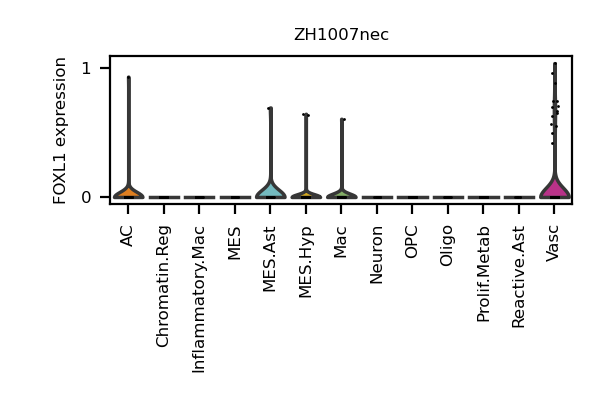 ZH1007nec
FOXL1 expression
1
0
AC
Chromatin.Reg
Inflammatory.Mac
MES
MES.Ast
MES.Hyp
Mac
Neuron
OPC
Oligo
Prolif.Metab
Reactive.Ast
Vasc